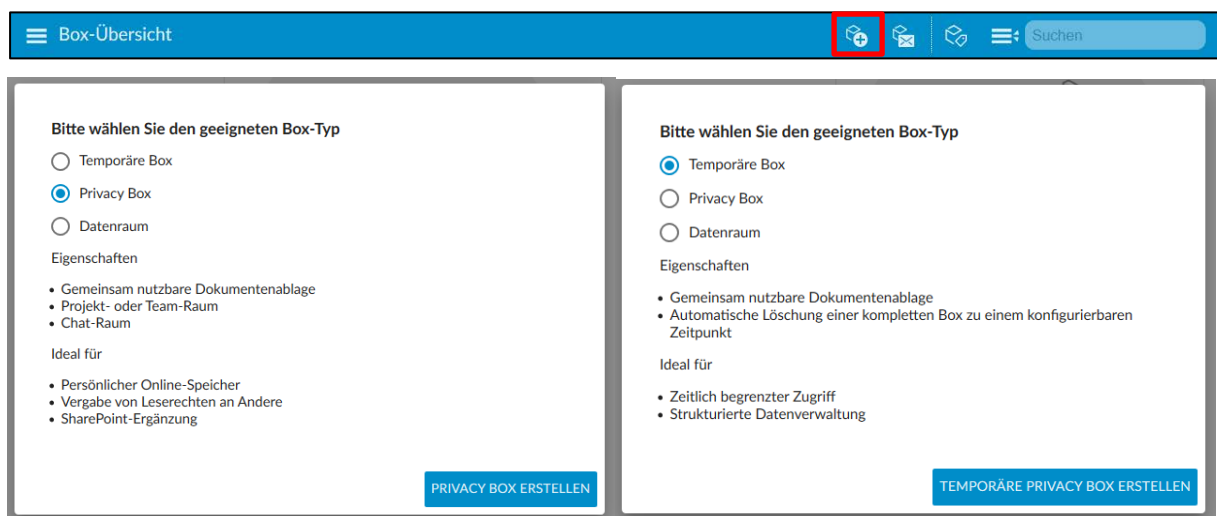 Box-Übersicht
Suchen
Bitte wählen Sie den geeigneten Box-Typ
Temporäre Box
Privacy Box
Datenraum
Eigenschaften
• Gemeinsam nutzbare Dokumentenablage
• Projekt- oder Team-Raum
• Chat-Raum
Ideal für
• Persönlicher Online-Speicher
• Vergabe von Leserechten an Andere
• SharePoint-Ergänzung
PRIVACY BOX ERSTELLEN
Bitte wählen Sie den geeigneten Box-Typ
Temporäre Box
Privacy Box
Datenraum
Eigenschaften
• Gemeinsam nutzbare Dokumentenablage
• Automatische Löschung einer kompletten Box zu einem konfigurierbaren
Zeitpunkt
Ideal für
• Zeitlich begrenzter Zugriff
• Strukturierte Datenverwaltung
TEMPORÄRE PRIVACY BOX ERSTELLEN